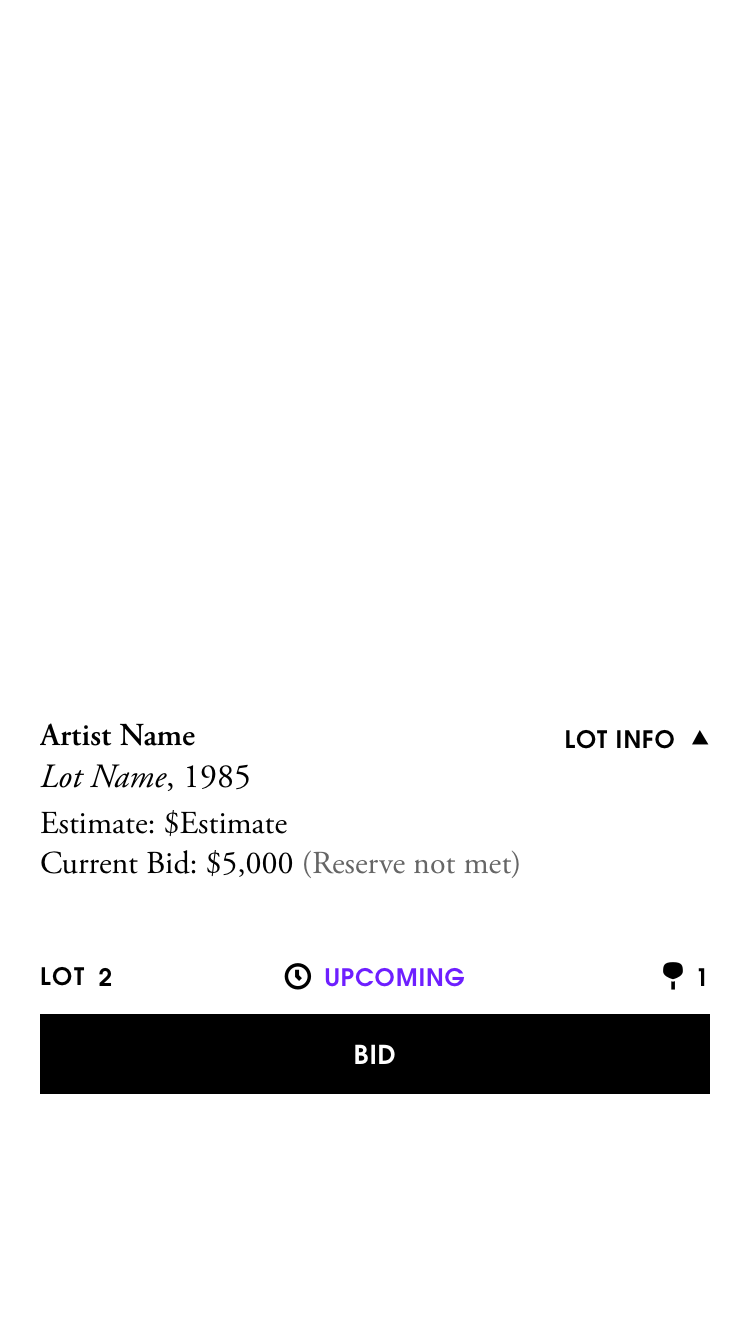 Artist Name
LOT INFO ▲
Lot Name, 1985
Estimate: $Estimate
Current Bid: $5,000 (Reserve not met)
LOT 2
UPCOMING
1
BID